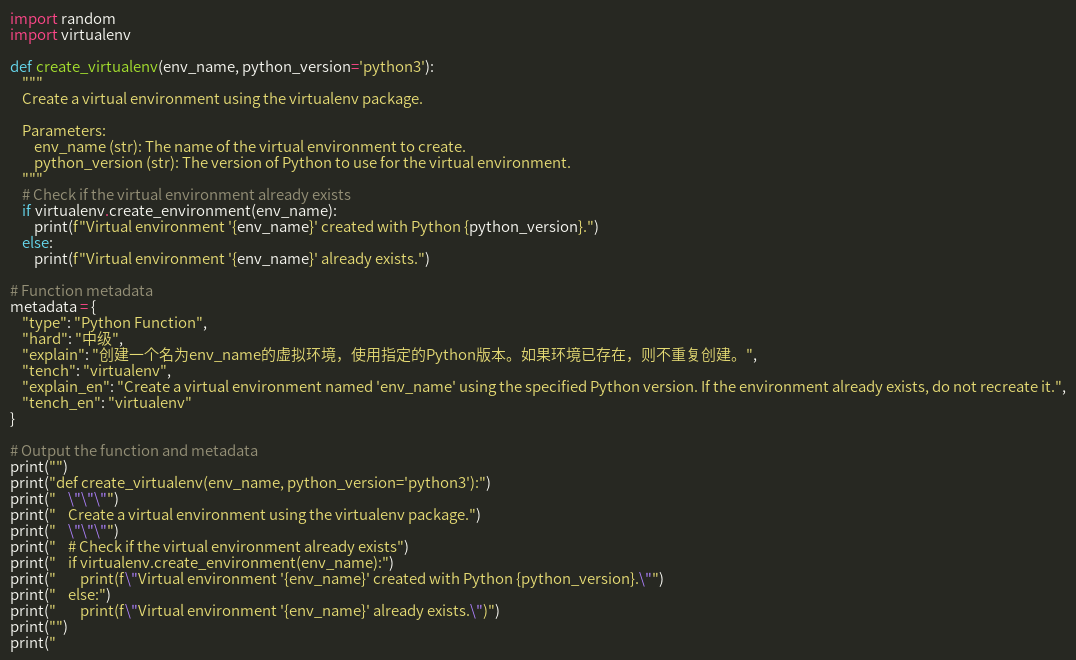 import random
import virtualenv

def create_virtualenv(env_name, python_version='python3'):
    """
    Create a virtual environment using the virtualenv package.

    Parameters:
        env_name (str): The name of the virtual environment to create.
        python_version (str): The version of Python to use for the virtual environment.
    """
    # Check if the virtual environment already exists
    if virtualenv.create_environment(env_name):
        print(f"Virtual environment '{env_name}' created with Python {python_version}.")
    else:
        print(f"Virtual environment '{env_name}' already exists.")

# Function metadata
metadata = {
    "type": "Python Function",
    "hard": "中级",
    "explain": "创建一个名为env_name的虚拟环境，使用指定的Python版本。如果环境已存在，则不重复创建。",
    "tench": "virtualenv",
    "explain_en": "Create a virtual environment named 'env_name' using the specified Python version. If the environment already exists, do not recreate it.",
    "tench_en": "virtualenv"
}

# Output the function and metadata
print("")
print("def create_virtualenv(env_name, python_version='python3'):")
print("    \"\"\"")
print("    Create a virtual environment using the virtualenv package.")
print("    \"\"\"")
print("    # Check if the virtual environment already exists")
print("    if virtualenv.create_environment(env_name):")
print("        print(f\"Virtual environment '{env_name}' created with Python {python_version}.\"")
print("    else:")
print("        print(f\"Virtual environment '{env_name}' already exists.\")")
print("")
print("